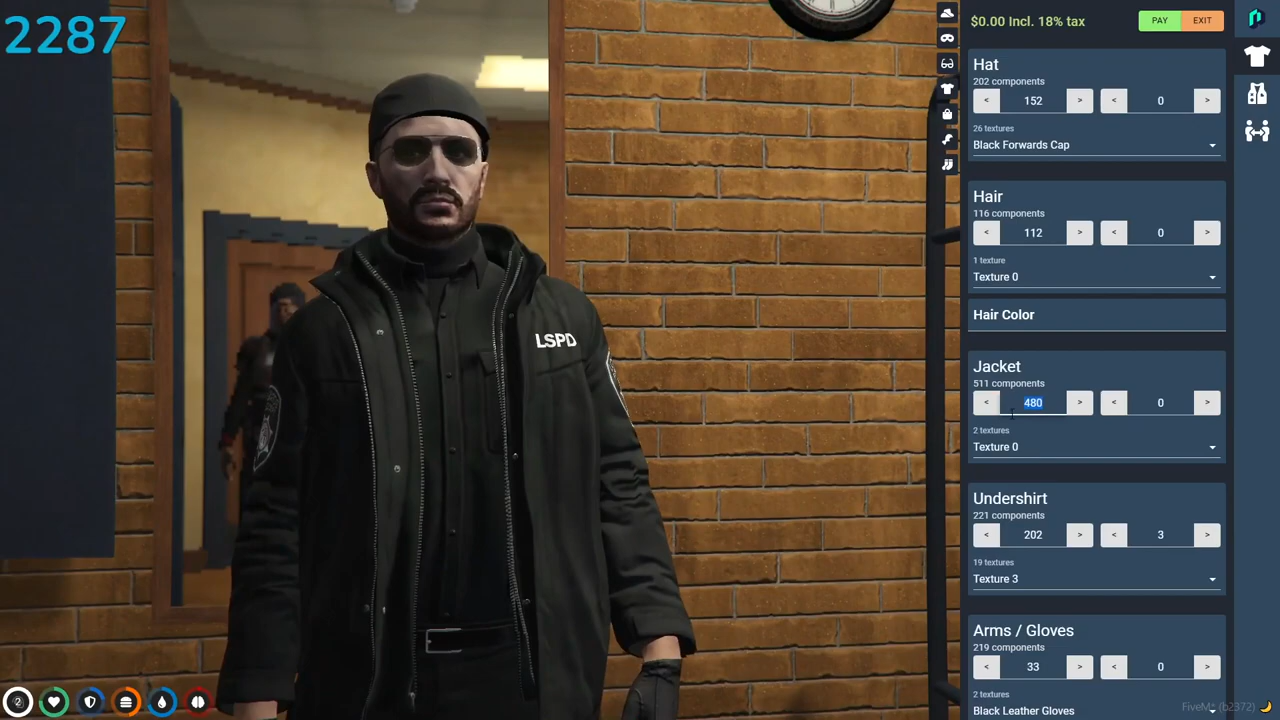 2287
$0.00 Incl. 18% tax
PAY
EXIT
Hat
202 components
< 152 > < 0 >
26 textures
Black Forwards Cap
Hair
116 components
< 112 > < 0 >
1 texture
Texture 0
Hair Color
Jacket
511 components
< 480 > < 0 >
2 textures
Texture 0
Undershirt
221 components
< 202 > < 3 >
19 textures
Texture 3
Arms / Gloves
219 components
< 33 > < 0 >
2 textures
Black Leather Gloves
LSPD
2
FiveM* (b2372)